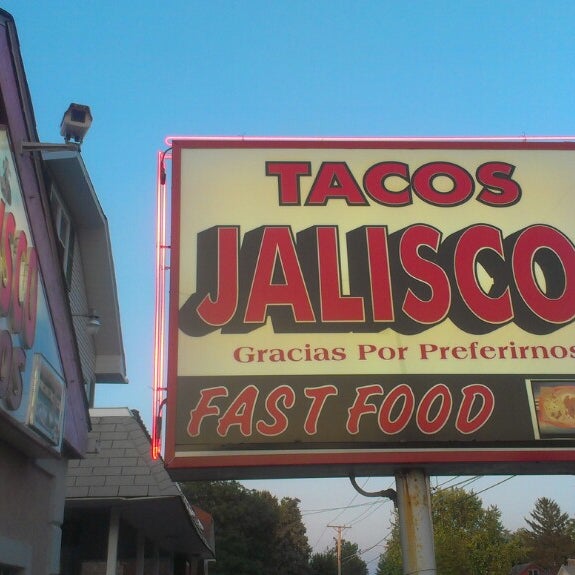 TACOS
JALISCO
Gracias Por Preferirnos
FAST FOOD